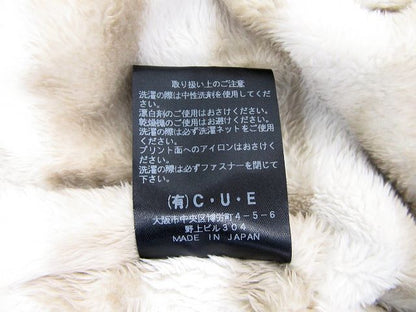 取り扱い上のご注意
洗濯の際は中性洗剤を使用してくだ
さい。
漂白剤のご使用はおさけください。
乾燥機のご使用はお避けください。
洗濯の際は必ず洗濯ネットをご使用
ください。
プリント面へのアイロンはおさけく
ださい。
洗濯の際は必ずファスナーを閉じて
下さい。
(有)C・U・E
大阪市中央区博労町4-5-6
野上ビル304
MADE IN JAPAN